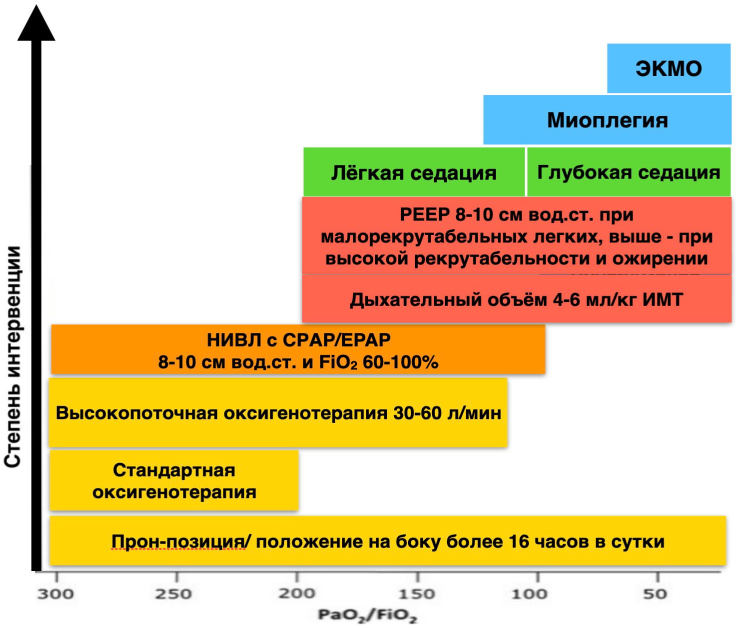 ЭКМО
Миоплегия
Лёгкая седация
Глубокая седация
PEEP 8-10 см вод.ст. при
малорекрутабельных легких, выше - при
высокой рекрутабельности и ожирении
Дыхательный объём 4-6 мл/кг ИМТ
НИВЛ с CPAP/EPAP
8-10 см вод.ст. и FiO₂ 60-100%
Высокопоточная оксигенотерапия 30-60 л/мин
Стандартная
оксигенотерапия
Прон-позиция/ положение на боку более 16 часов в сутки
Степень интервенции
300 250 200 150 100 50
PaO₂/FiO₂